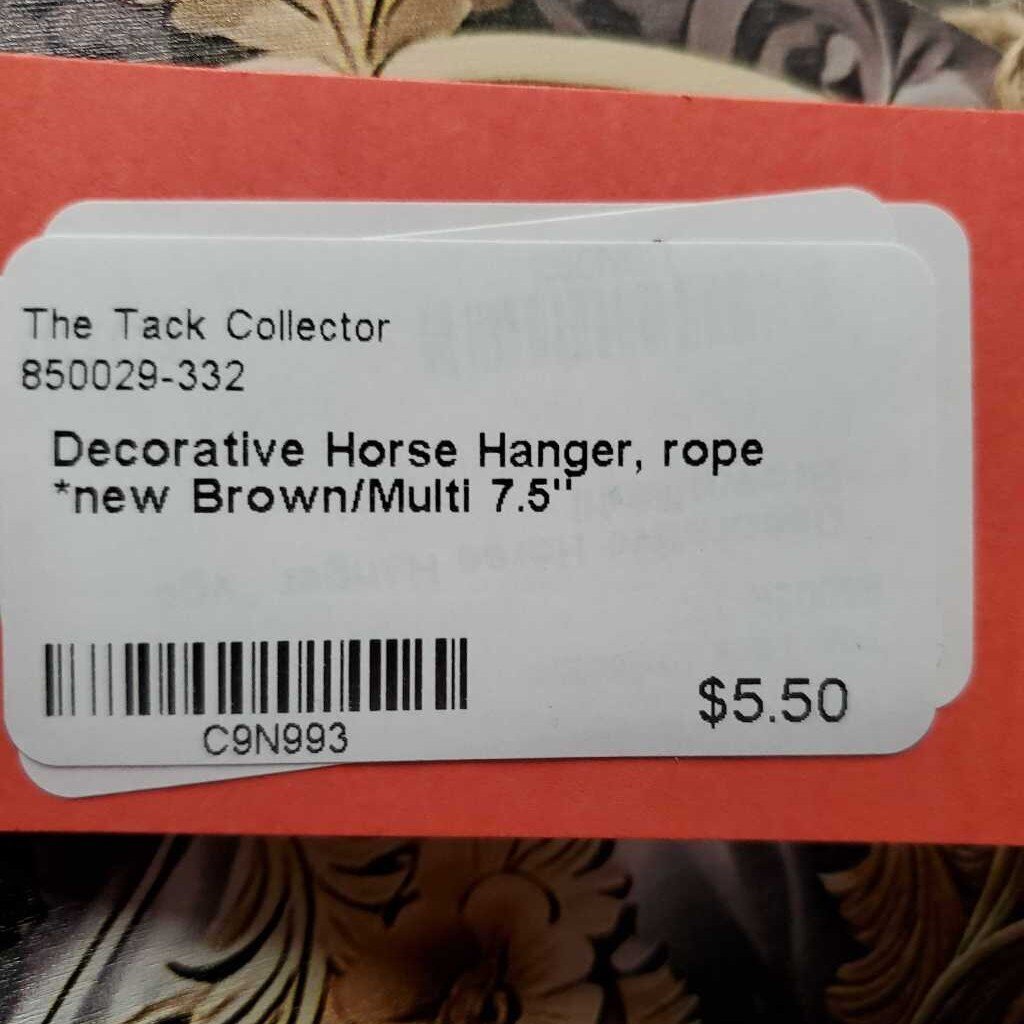 The Tack Collector
850029-332
Decorative Horse Hanger, rope
*new Brown/Multi 7.5"
C9N993
$5.50